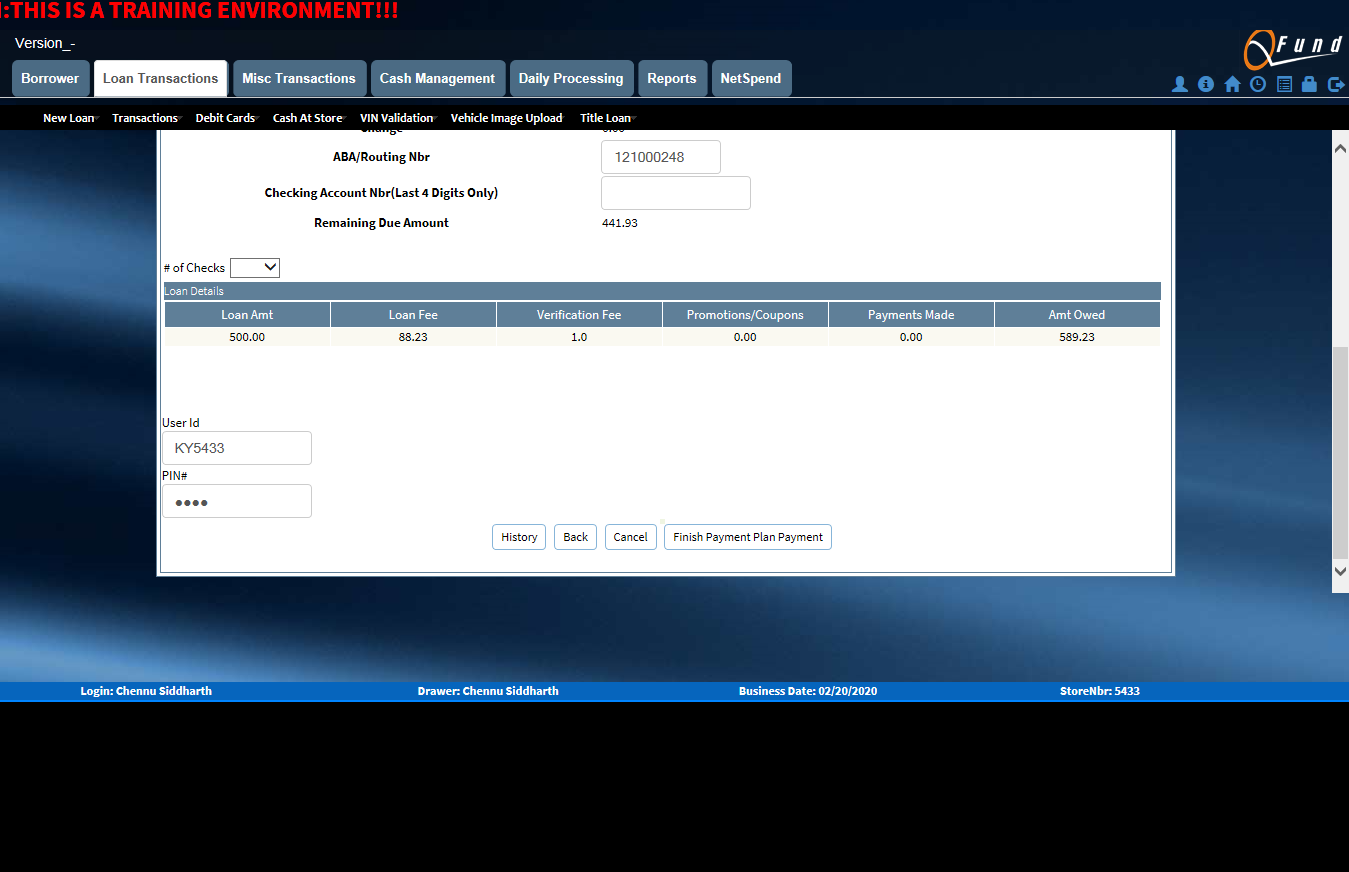 :THIS IS A TRAINING ENVIRONMENT!!!
Version_-
Fund
Borrower Loan Transactions Misc Transactions Cash Management Daily Processing Reports NetSpend
New Loan Transactions Debit Cards Cash At Store VIN Validation Vehicle Image Upload Title Loan
ABA/Routing Nbr 121000248
Checking Account Nbr(Last 4 Digits Only)
Remaining Due Amount 441.93
# of Checks
Loan Details
Loan Amt Loan Fee Verification Fee Promotions/Coupons Payments Made Amt Owed
500.00 88.23 1.0 0.00 0.00 589.23
User Id
KY5433
PIN#
••••
History Back Cancel Finish Payment Plan Payment
Login: Chennu Siddharth Drawer: Chennu Siddharth Business Date: 02/20/2020 StoreNbr: 5433